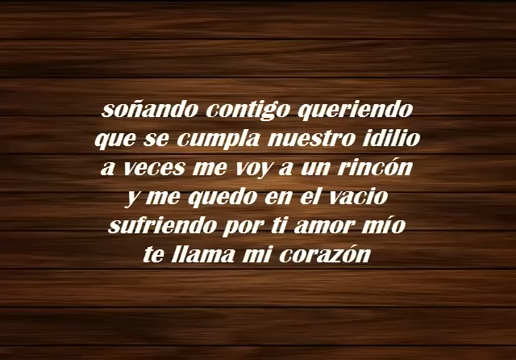 soñando contigo queriendo
que se cumpla nuestro idilio
a veces me voy a un rincón
y me quedo en el vacio
sufriendo por ti amor mío
te llama mi corazón